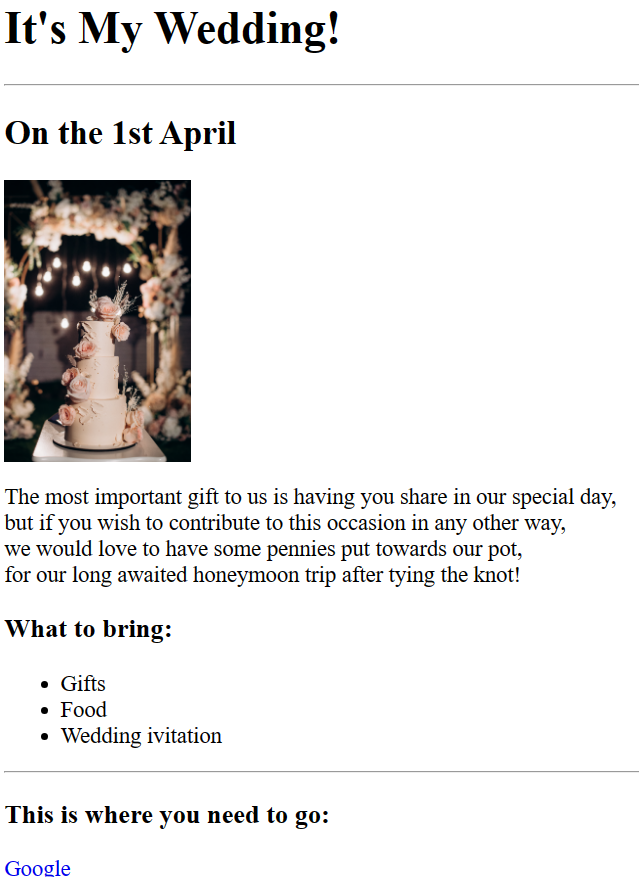 It's My Wedding!
On the 1st April
The most important gift to us is having you share in our special day,
but if you wish to contribute to this occasion in any other way,
we would love to have some pennies put towards our pot,
for our long awaited honeymoon trip after tying the knot!
What to bring:
Gifts
Food
Wedding ivitation
This is where you need to go:
Google